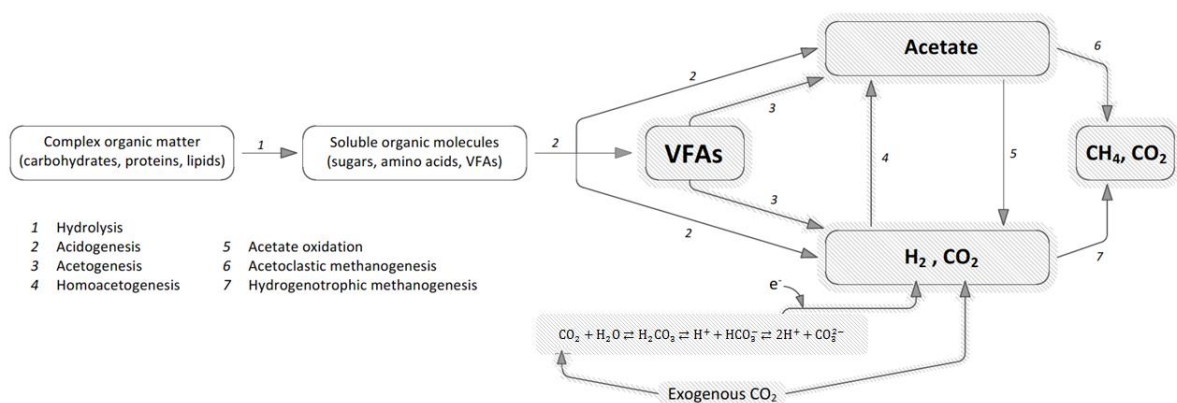 Acetate
6
2
3
Complex organic matter
(carbohydrates, proteins, lipids)
1
Soluble organic molecules
(sugars, amino acids, VFAs)
2
VFAs
4
5
CH₄, CO₂
3
2
H₂ , CO₂
7
1 Hydrolysis
2 Acidogenesis
3 Acetogenesis
4 Homoacetogenesis
5 Acetate oxidation
6 Acetoclastic methanogenesis
7 Hydrogenotrophic methanogenesis
e⁻
CO₂ + H₂O ⇄ H₂CO₃ ⇄ H⁺ + HCO₃⁻ ⇄ 2H⁺ + CO₃²⁻
Exogenous CO₂